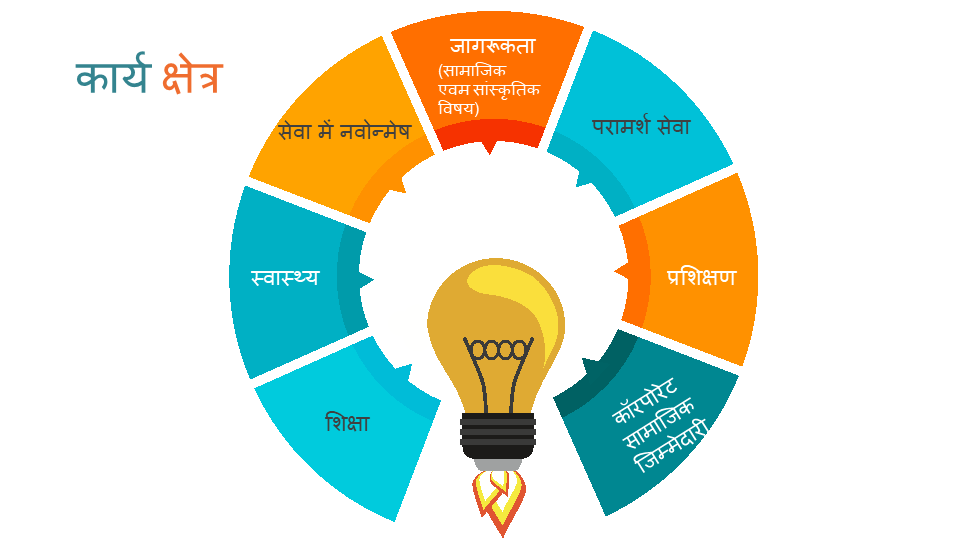 कार्य क्षेत्र
जागरूकता
(सामाजिक
एवम सांस्कृतिक
विषय)
सेवा में नवोन्मेष
परामर्श सेवा
स्वास्थ्य
प्रशिक्षण
शिक्षा
कॉरपोरेट
सामाजिक
जिम्मेदारी